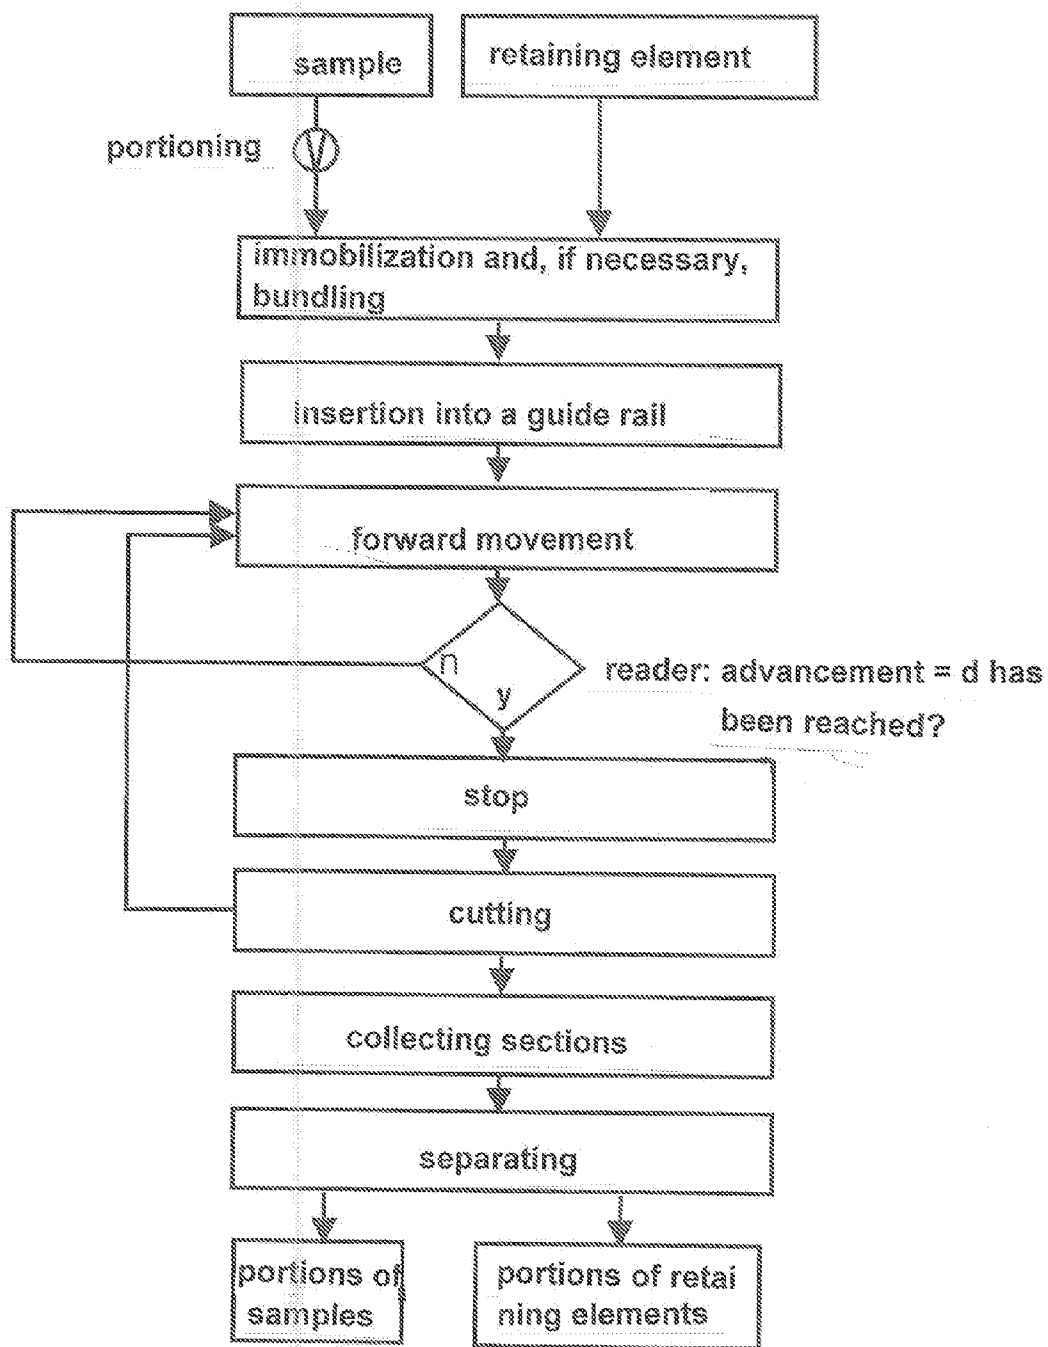 sample
retaining element
portioning
V
immobilization and, if necessary,
bundling
insertion into a guide rail
forward movement
n
y
reader: advancement = d has
been reached?
stop
cutting
collecting sections
separating
portions of
samples
portions of retai
ning elements